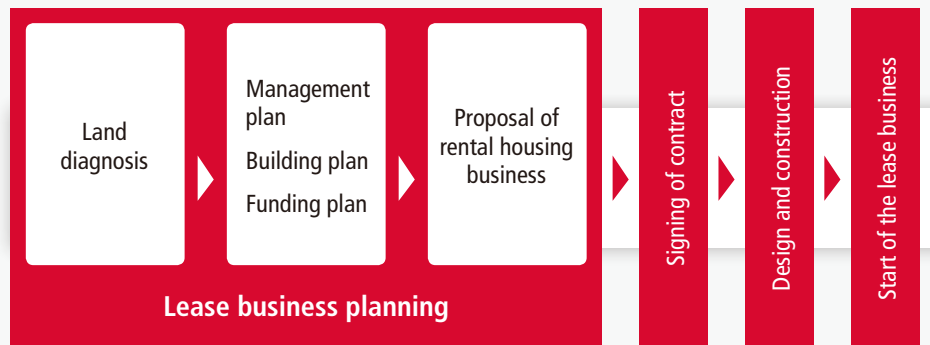 Land
diagnosis
Management
plan
Building plan
Funding plan
Proposal of
rental housing
business
Lease business planning
Signing of contract
Design and construction
Start of the lease business